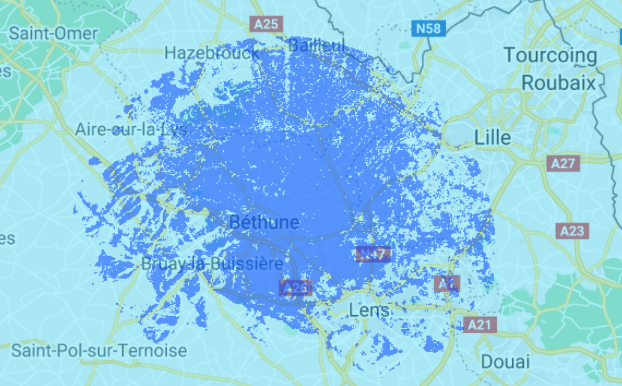 A25
N58
Saint-Omer
Hazebrouck
Bailleul
Tourcoing
Roubaix
Aire-sur-la-Lys
Lille
A27
Béthune
A23
N47
Bruay-la-Buissière
A26
Lens
A21
Saint-Pol-sur-Ternoise
Douai